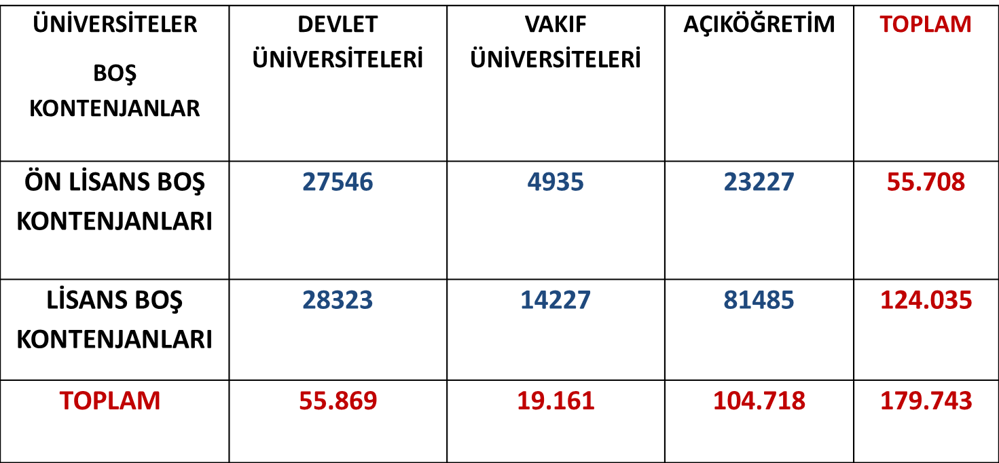 ÜNİVERSİTELER
BOŞ
KONTENJANLAR
DEVLET
ÜNİVERSİTELERİ
VAKIF
ÜNİVERSİTELERİ
AÇIKÖĞRETİM
TOPLAM
ÖN LİSANS BOŞ
KONTENJANLARI
27546
4935
23227
55.708
LİSANS BOŞ
KONTENJANLARI
28323
14227
81485
124.035
TOPLAM
55.869
19.161
104.718
179.743